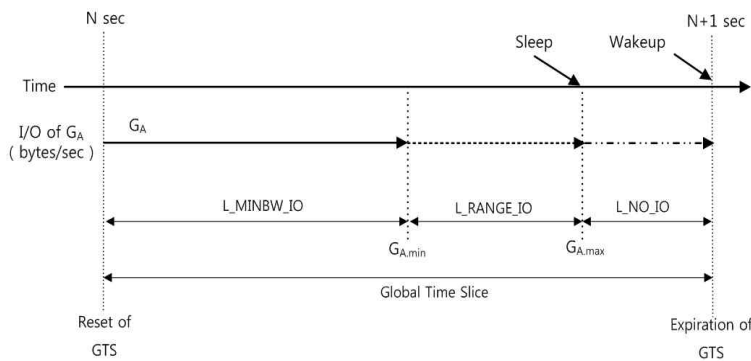 N sec
N+1 sec
Sleep
Wakeup
Time
I/O of GA
( bytes/sec )
GA
L_MINBW_IO
L_RANGE_IO
L_NO_IO
GA.min
GA.max
Global Time Slice
Reset of
GTS
Expiration of
GTS